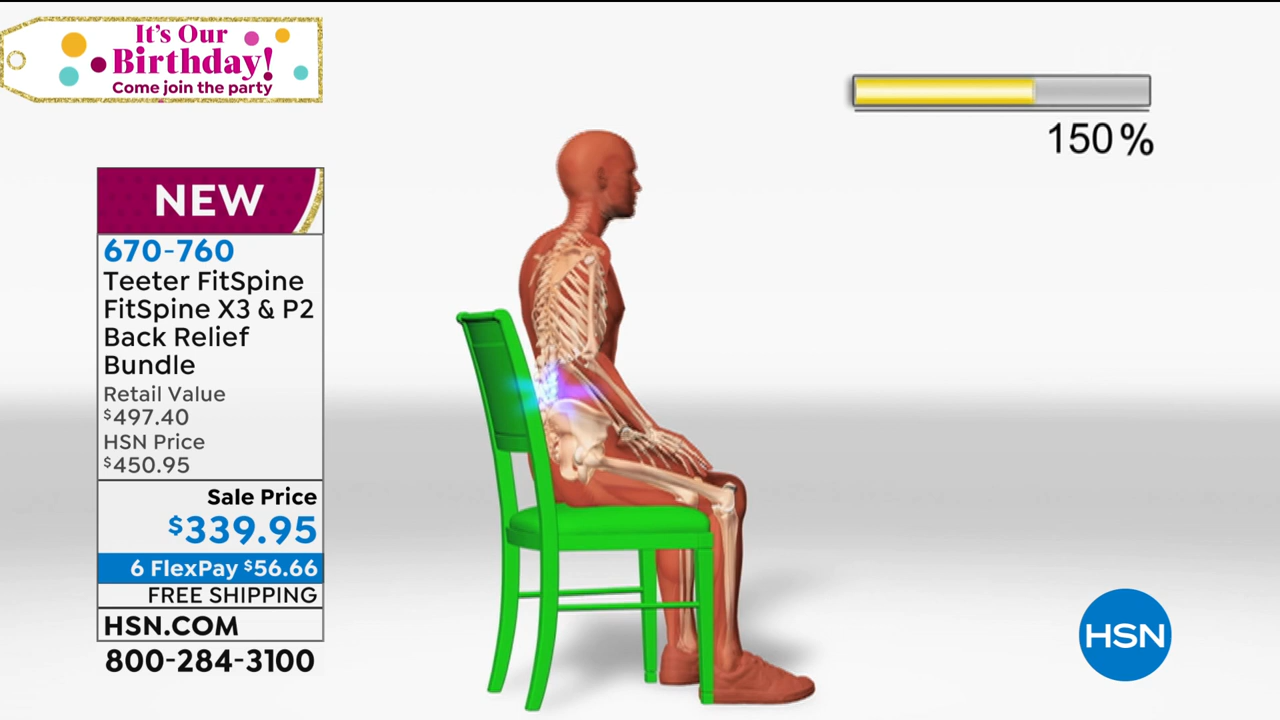 It's Our
Birthday!
Come join the party
150%
NEW
670-760
Teeter FitSpine
FitSpine X3 & P2
Back Relief
Bundle
Retail Value
$497.40
HSN Price
$450.95
Sale Price
$339.95
6 FlexPay $56.66
FREE SHIPPING
HSN.COM
800-284-3100
HSN